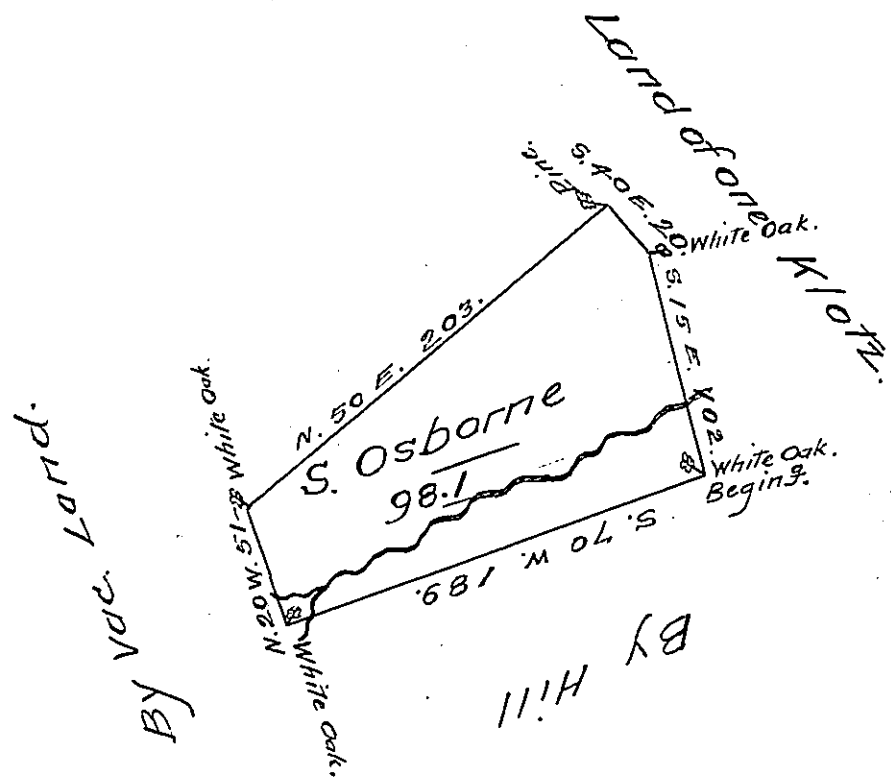 Land of one Klotz.
S. 40 E. 20.
Pine.
White Oak.
S. 15 E. 102.
N. 50 E. 203.
White Oak.
S. Osborne
98.1
White Oak.
Begin'g.
S. 70 W. 189.
N. 20 W. 51
White Oak.
By Vac. Land.
By Hill